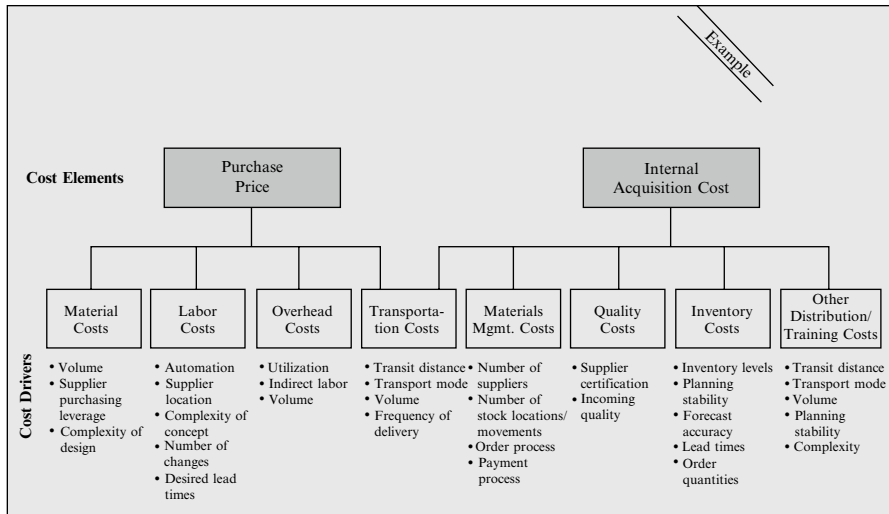 Example
Cost Elements
Purchase
Price
Internal
Acquisition Cost
Material
Costs
Labor
Costs
Overhead
Costs
Transporta-
tion Costs
Materials
Mgmt. Costs
Quality
Costs
Inventory
Costs
Other
Distribution/
Training Costs
Cost Drivers
• Volume
• Supplier
purchasing
leverage
• Complexity of
design
• Automation
• Supplier
location
• Complexity of
concept
• Number of
changes
• Desired lead
times
• Utilization
• Indirect labor
• Volume
• Transit distance
• Transport mode
• Volume
• Frequency of
delivery
• Number of
suppliers
• Number of
stock locations/
movements
• Order process
• Payment
process
• Supplier
certification
• Incoming
quality
• Inventory levels
• Planning
stability
• Forecast
accuracy
• Lead times
• Order
quantities
• Transit distance
• Transport mode
• Volume
• Planning
stability
• Complexity